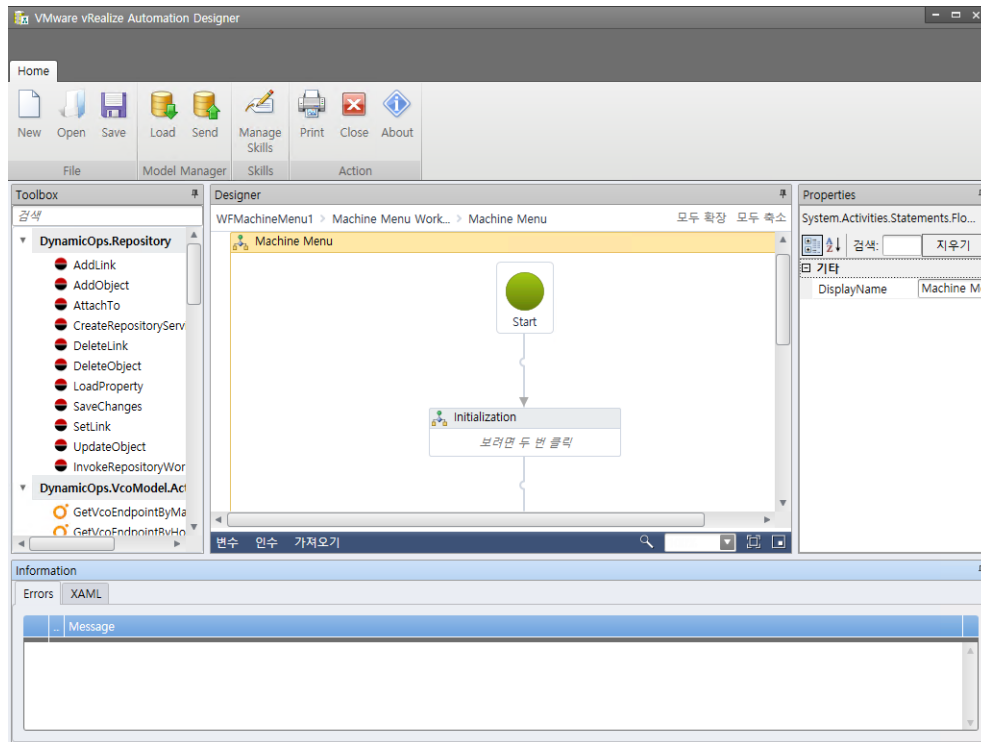 VMware vRealize Automation Designer
Home
New Open Save Load Send Manage Skills Print Close About
File Model Manager Skills Action
Toolbox
검색
DynamicOps.Repository
AddLink
AddObject
AttachTo
CreateRepositoryServ
DeleteLink
DeleteObject
LoadProperty
SaveChanges
SetLink
UpdateObject
InvokeRepositoryWor
DynamicOps.VcoModel.Act
GetVcoEndpointByMa
GetVcoEndpointByHo
Designer
WFMachineMenu1 > Machine Menu Work... > Machine Menu 모두 확장 모두 축소
Machine Menu
Start
Initialization
보려면 두 번 클릭
변수 인수 가져오기
Properties
System.Activities.Statements.Flo...
검색: 지우기
기타
DisplayName Machine M
Information
Errors XAML
... Message